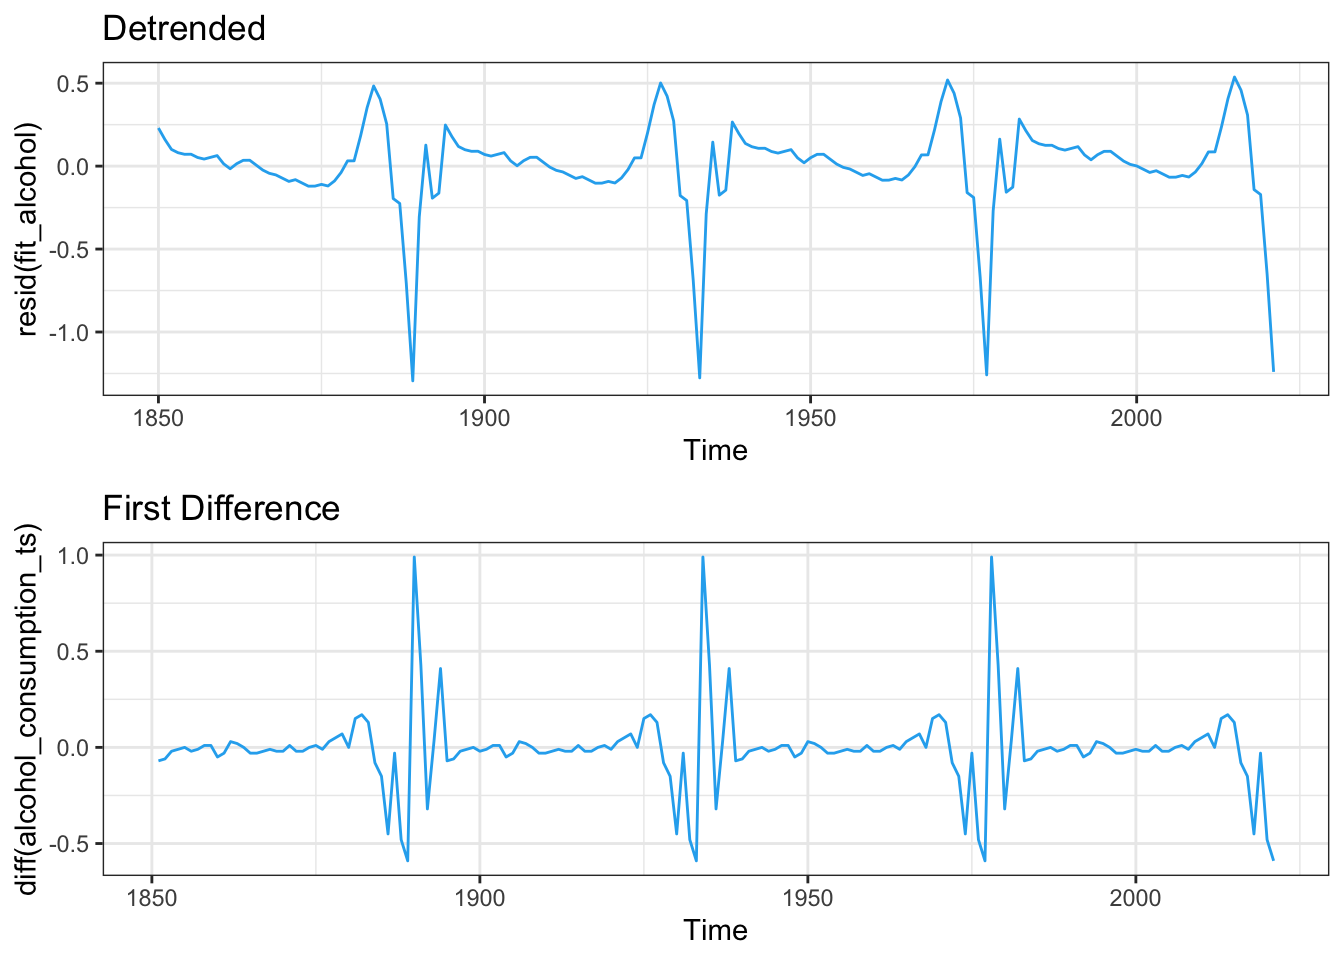 Detrended
resid(fit_alcohol)
0.5
0.0
-0.5
-1.0
1850 1900 1950 2000
Time
First Difference
diff(alcohol_consumption_ts)
1.0
0.5
0.0
-0.5
1850 1900 1950 2000
Time